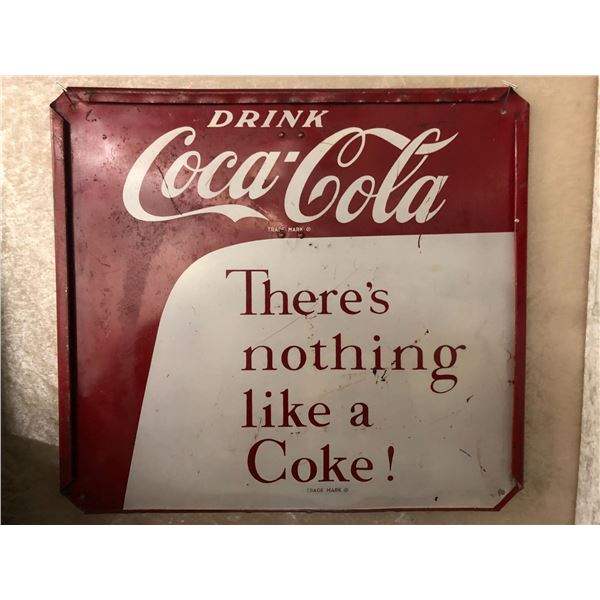 DRINK
Coca-Cola
TRADE MARK ®
There's
nothing
like a
Coke!
TRADE MARK ®